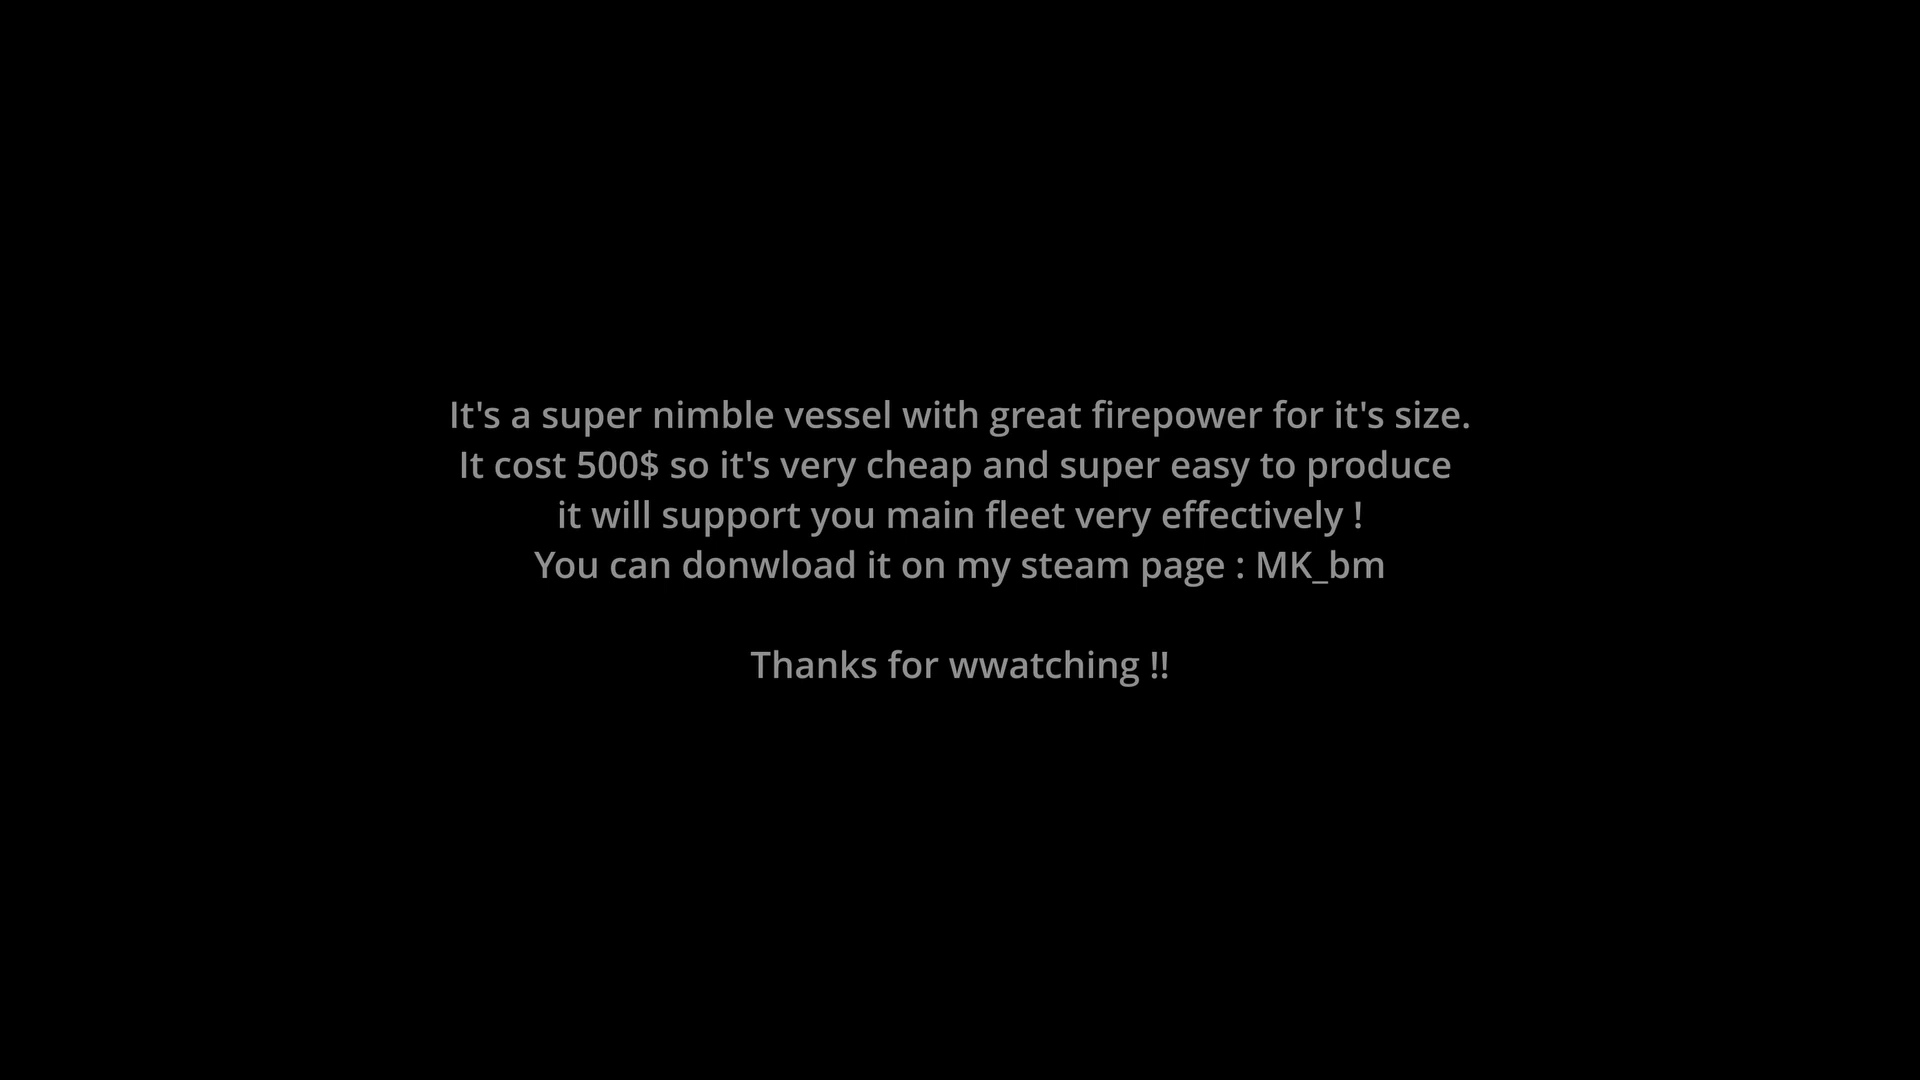 It's a super nimble vessel with great firepower for it's size.
It cost 500$ so it's very cheap and super easy to produce
it will support you main fleet very effectively !
You can donwload it on my steam page : MK_bm
Thanks for wwatching !!